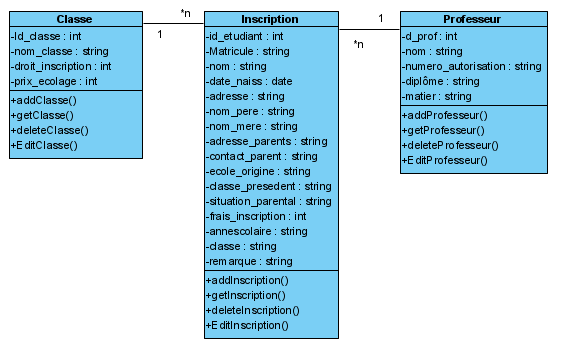 Classe
-Id_classe : int
-nom_classe : string
-droit_inscription : int
-prix_ecolage : int
+addClasse()
+getClasse()
+deleteClasse()
+EditClasse()
*n
1
Inscription
-id_etudiant : int
-Matricule : string
-nom : string
-date_naiss : date
-adresse : string
-nom_pere : string
-nom_mere : string
-adresse_parents : string
-contact_parent : string
-ecole_origine : string
-classe_presedent : string
-situation_parental : string
-frais_inscription : int
-annescolaire : string
-classe : string
-remarque : string
+addInscription()
+getInscription()
+deleteInscription()
+EditInscription()
1
*n
Professeur
-d_prof : int
-nom : string
-numero_autorisation : string
-diplôme : string
-matier : string
+addProfesseur()
+getProfesseur()
+deleteProfesseur()
+EditProfesseur()